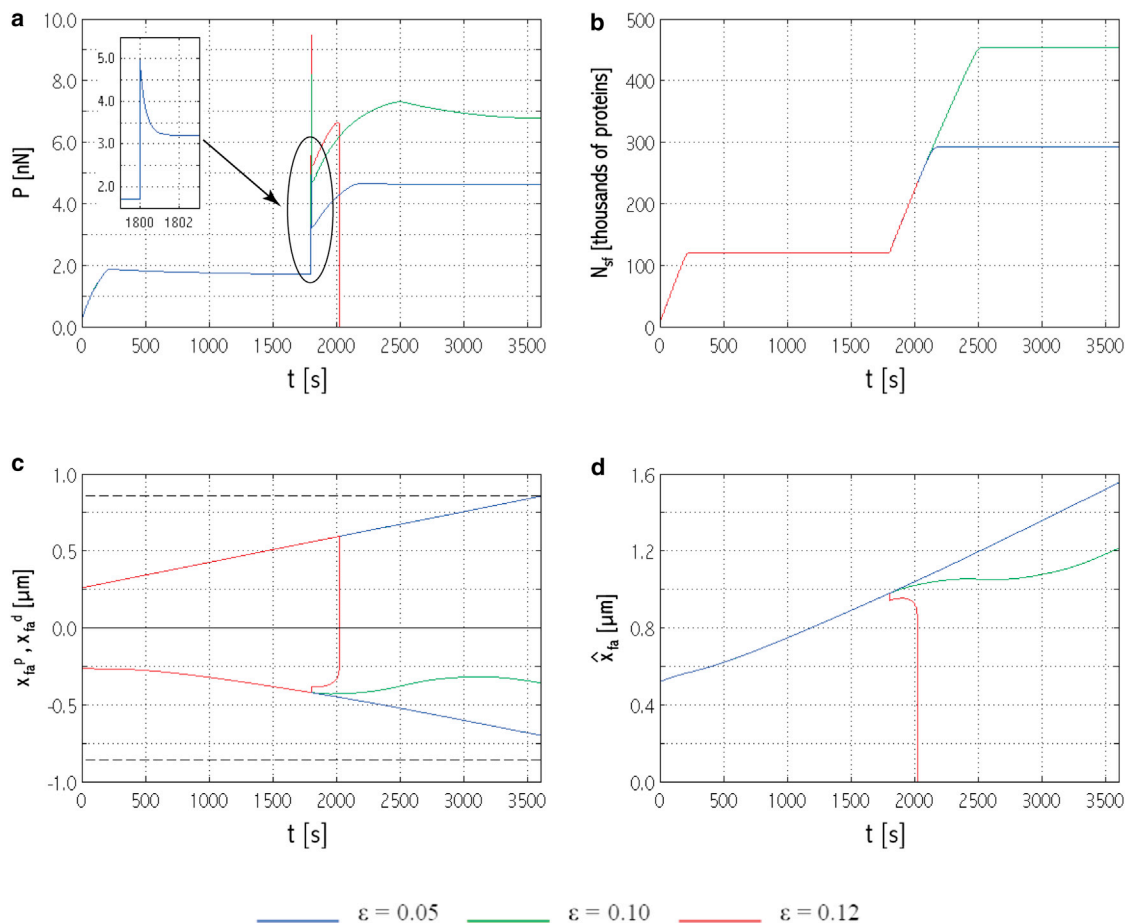 a
10.0
8.0
6.0
4.0
2.0
0.0
P [nN]
5.0
4.0
3.0
2.0
1800 1802
0 500 1000 1500 2000 2500 3000 3500
t [s]
b
500
400
300
200
100
0
N_sf [thousands of proteins]
0 500 1000 1500 2000 2500 3000 3500
t [s]
c
1.0
0.5
0.0
-0.5
-1.0
x_fa^p , x_fa^d [μm]
0 500 1000 1500 2000 2500 3000 3500
t [s]
d
1.6
1.2
0.8
0.4
0.0
x̂_fa [μm]
0 500 1000 1500 2000 2500 3000 3500
t [s]
ε = 0.05 ε = 0.10 ε = 0.12